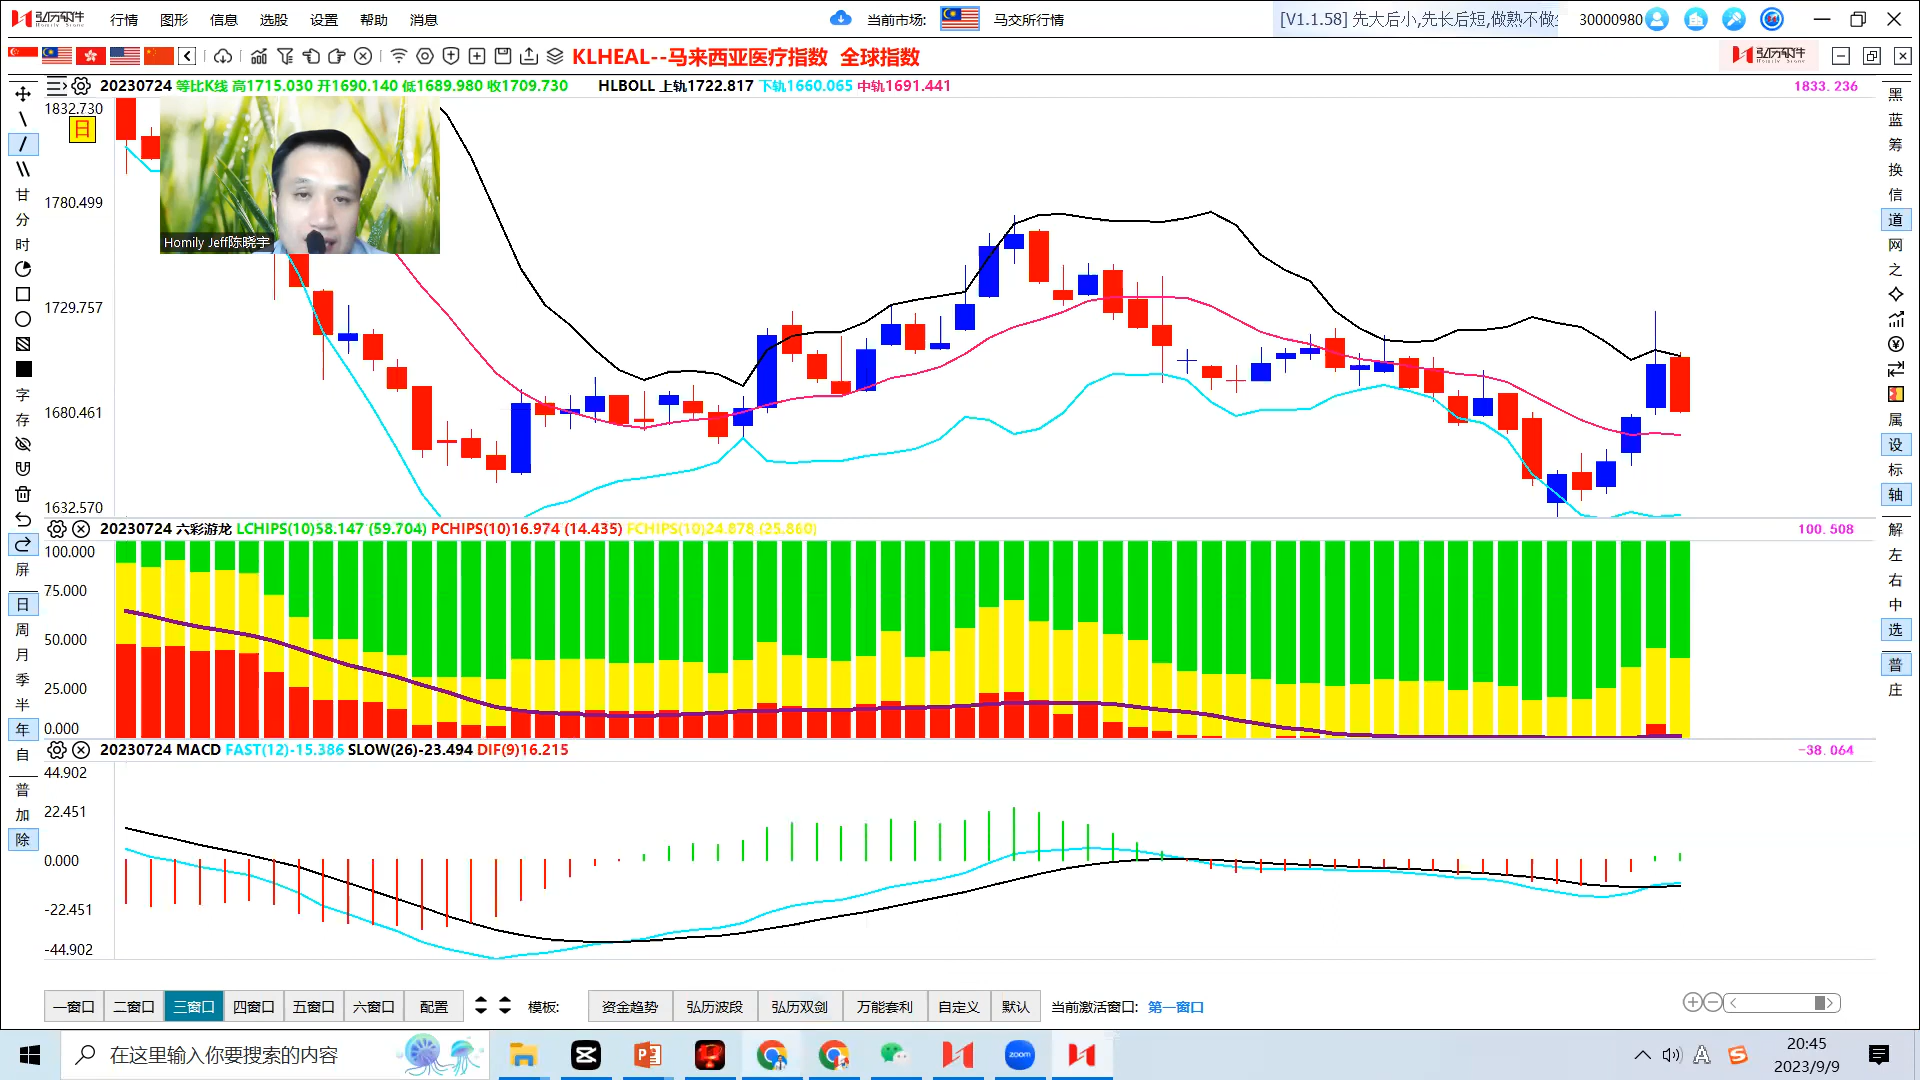 弘历软件 行情 图形 信息 选股 设置 帮助 消息 当前市场: 马交所行情 [V1.1.58] 先大后小,先长后短,做熟不做 30000980
KLHEAL--马来西亚医疗指数 全球指数 弘历软件
20230724 等比K线 高1715.030 开1690.140 低1689.980 收1709.730 HLBOLL 上轨1722.817 下轨1660.065 中轨1691.441 1833.236
1832.730
日
1780.499
1729.757
1680.461
1632.570
Homily Jeff陈晓宇
20230724 六彩游龙 LCHIPS(10)58.147 (59.704) PCHIPS(10)16.974 (14.435) FCHIPS(10)24.878 (25.860) 100.508
100.000
75.000
50.000
25.000
0.000
20230724 MACD FAST(12)-15.386 SLOW(26)-23.494 DIF(9)16.215 -38.064
44.902
22.451
0.000
-22.451
-44.902
甘
分
时
字
存
屏
日
周
月
季
半
年
自
普
加
除
黑
蓝
筹
换
信
道
网
之
属
设
标
轴
解
左
右
中
选
普
庄
一窗口 二窗口 三窗口 四窗口 五窗口 六窗口 配置 模板: 资金趋势 弘历波段 弘历双剑 万能套利 自定义 默认 当前激活窗口: 第一窗口
在这里输入你要搜索的内容
zoom
20:45
2023/9/9